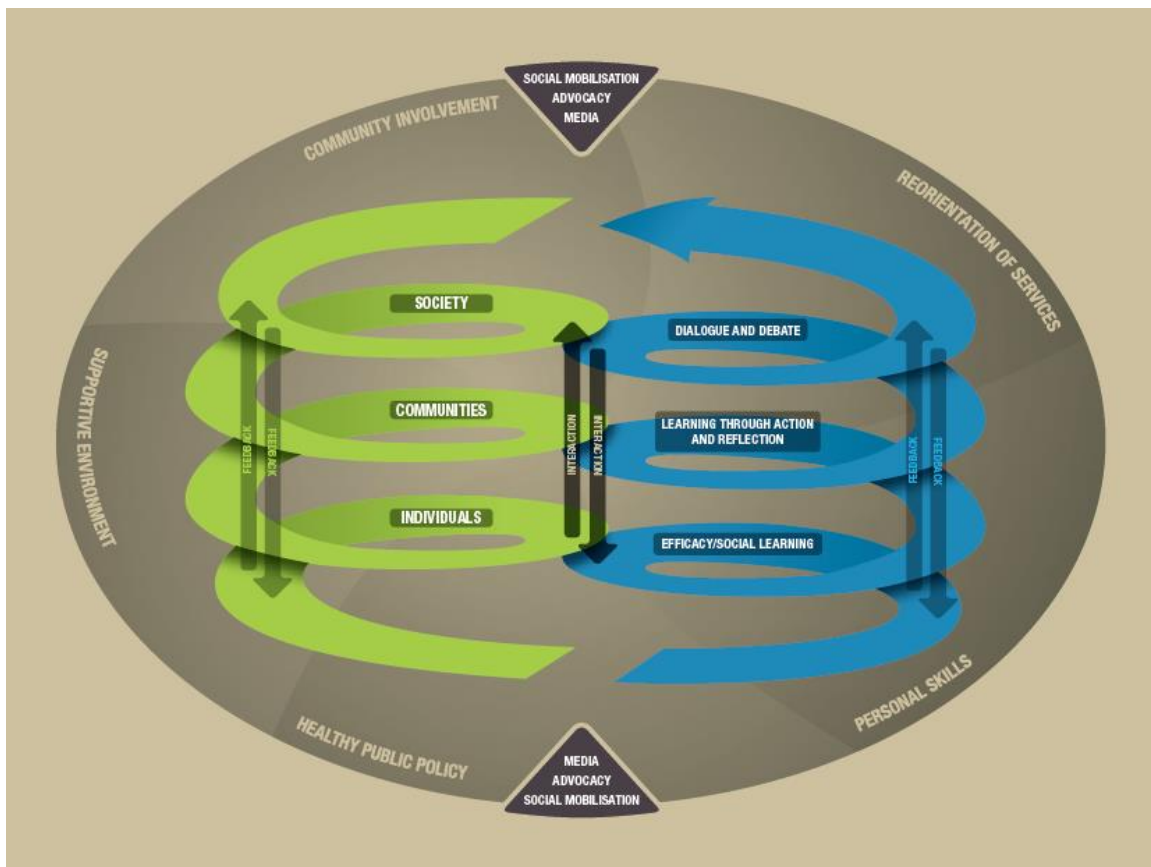 SOCIAL MOBILISATION
ADVOCACY
MEDIA
COMMUNITY INVOLVEMENT
REORIENTATION OF SERVICES
SOCIETY
DIALOGUE AND DEBATE
SUPPORTIVE ENVIRONMENT
COMMUNITIES
LEARNING THROUGH ACTION
AND REFLECTION
FEEDBACK
FEEDBACK
INTERACTION
INTERACTION
FEEDBACK
FEEDBACK
INDIVIDUALS
EFFICACY/SOCIAL LEARNING
PERSONAL SKILLS
HEALTHY PUBLIC POLICY
MEDIA
ADVOCACY
SOCIAL MOBILISATION